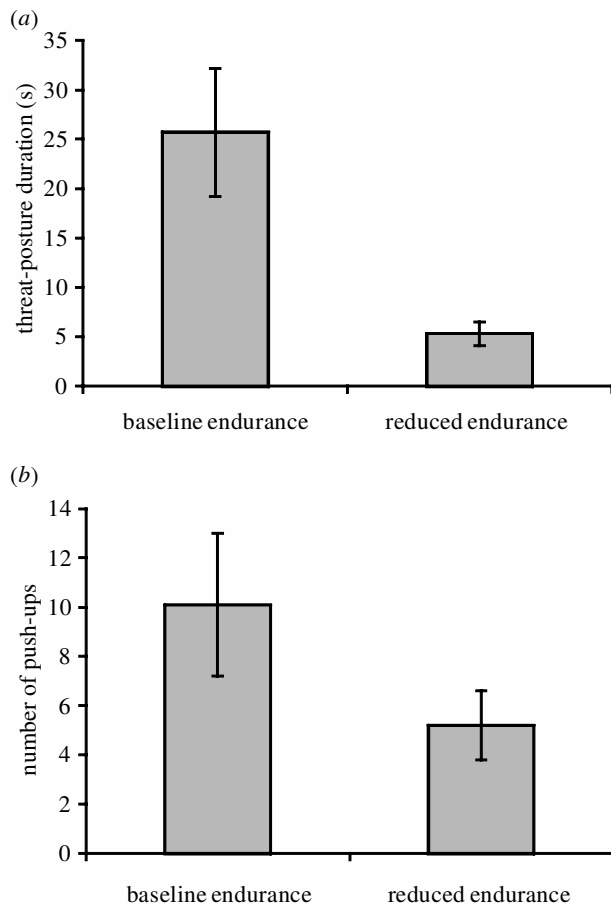 (a)
35
30
25
20
15
10
5
0
threat-posture duration (s)
baseline endurance reduced endurance
(b)
14
12
10
8
6
4
2
0
number of push-ups
baseline endurance reduced endurance